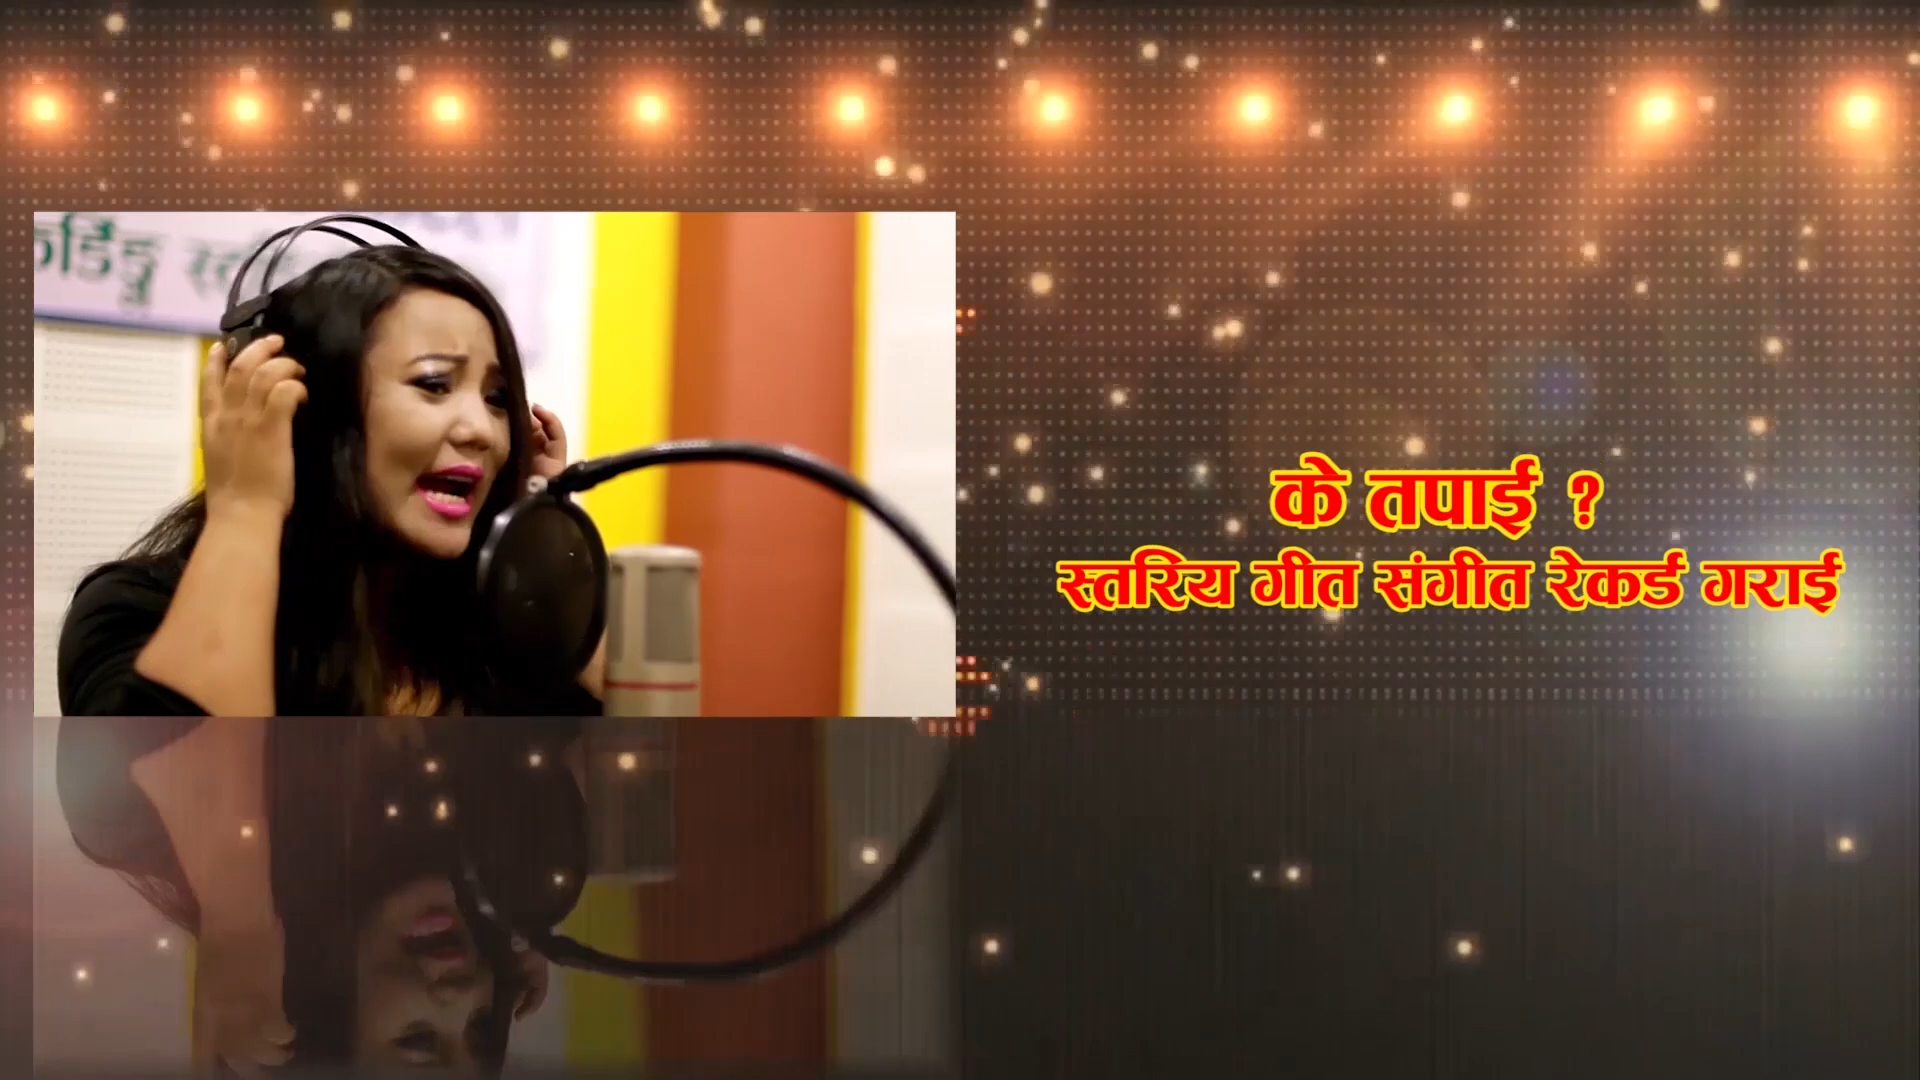 के तपाई ?
स्तरिय गीत संगीत रेकर्ड गराई